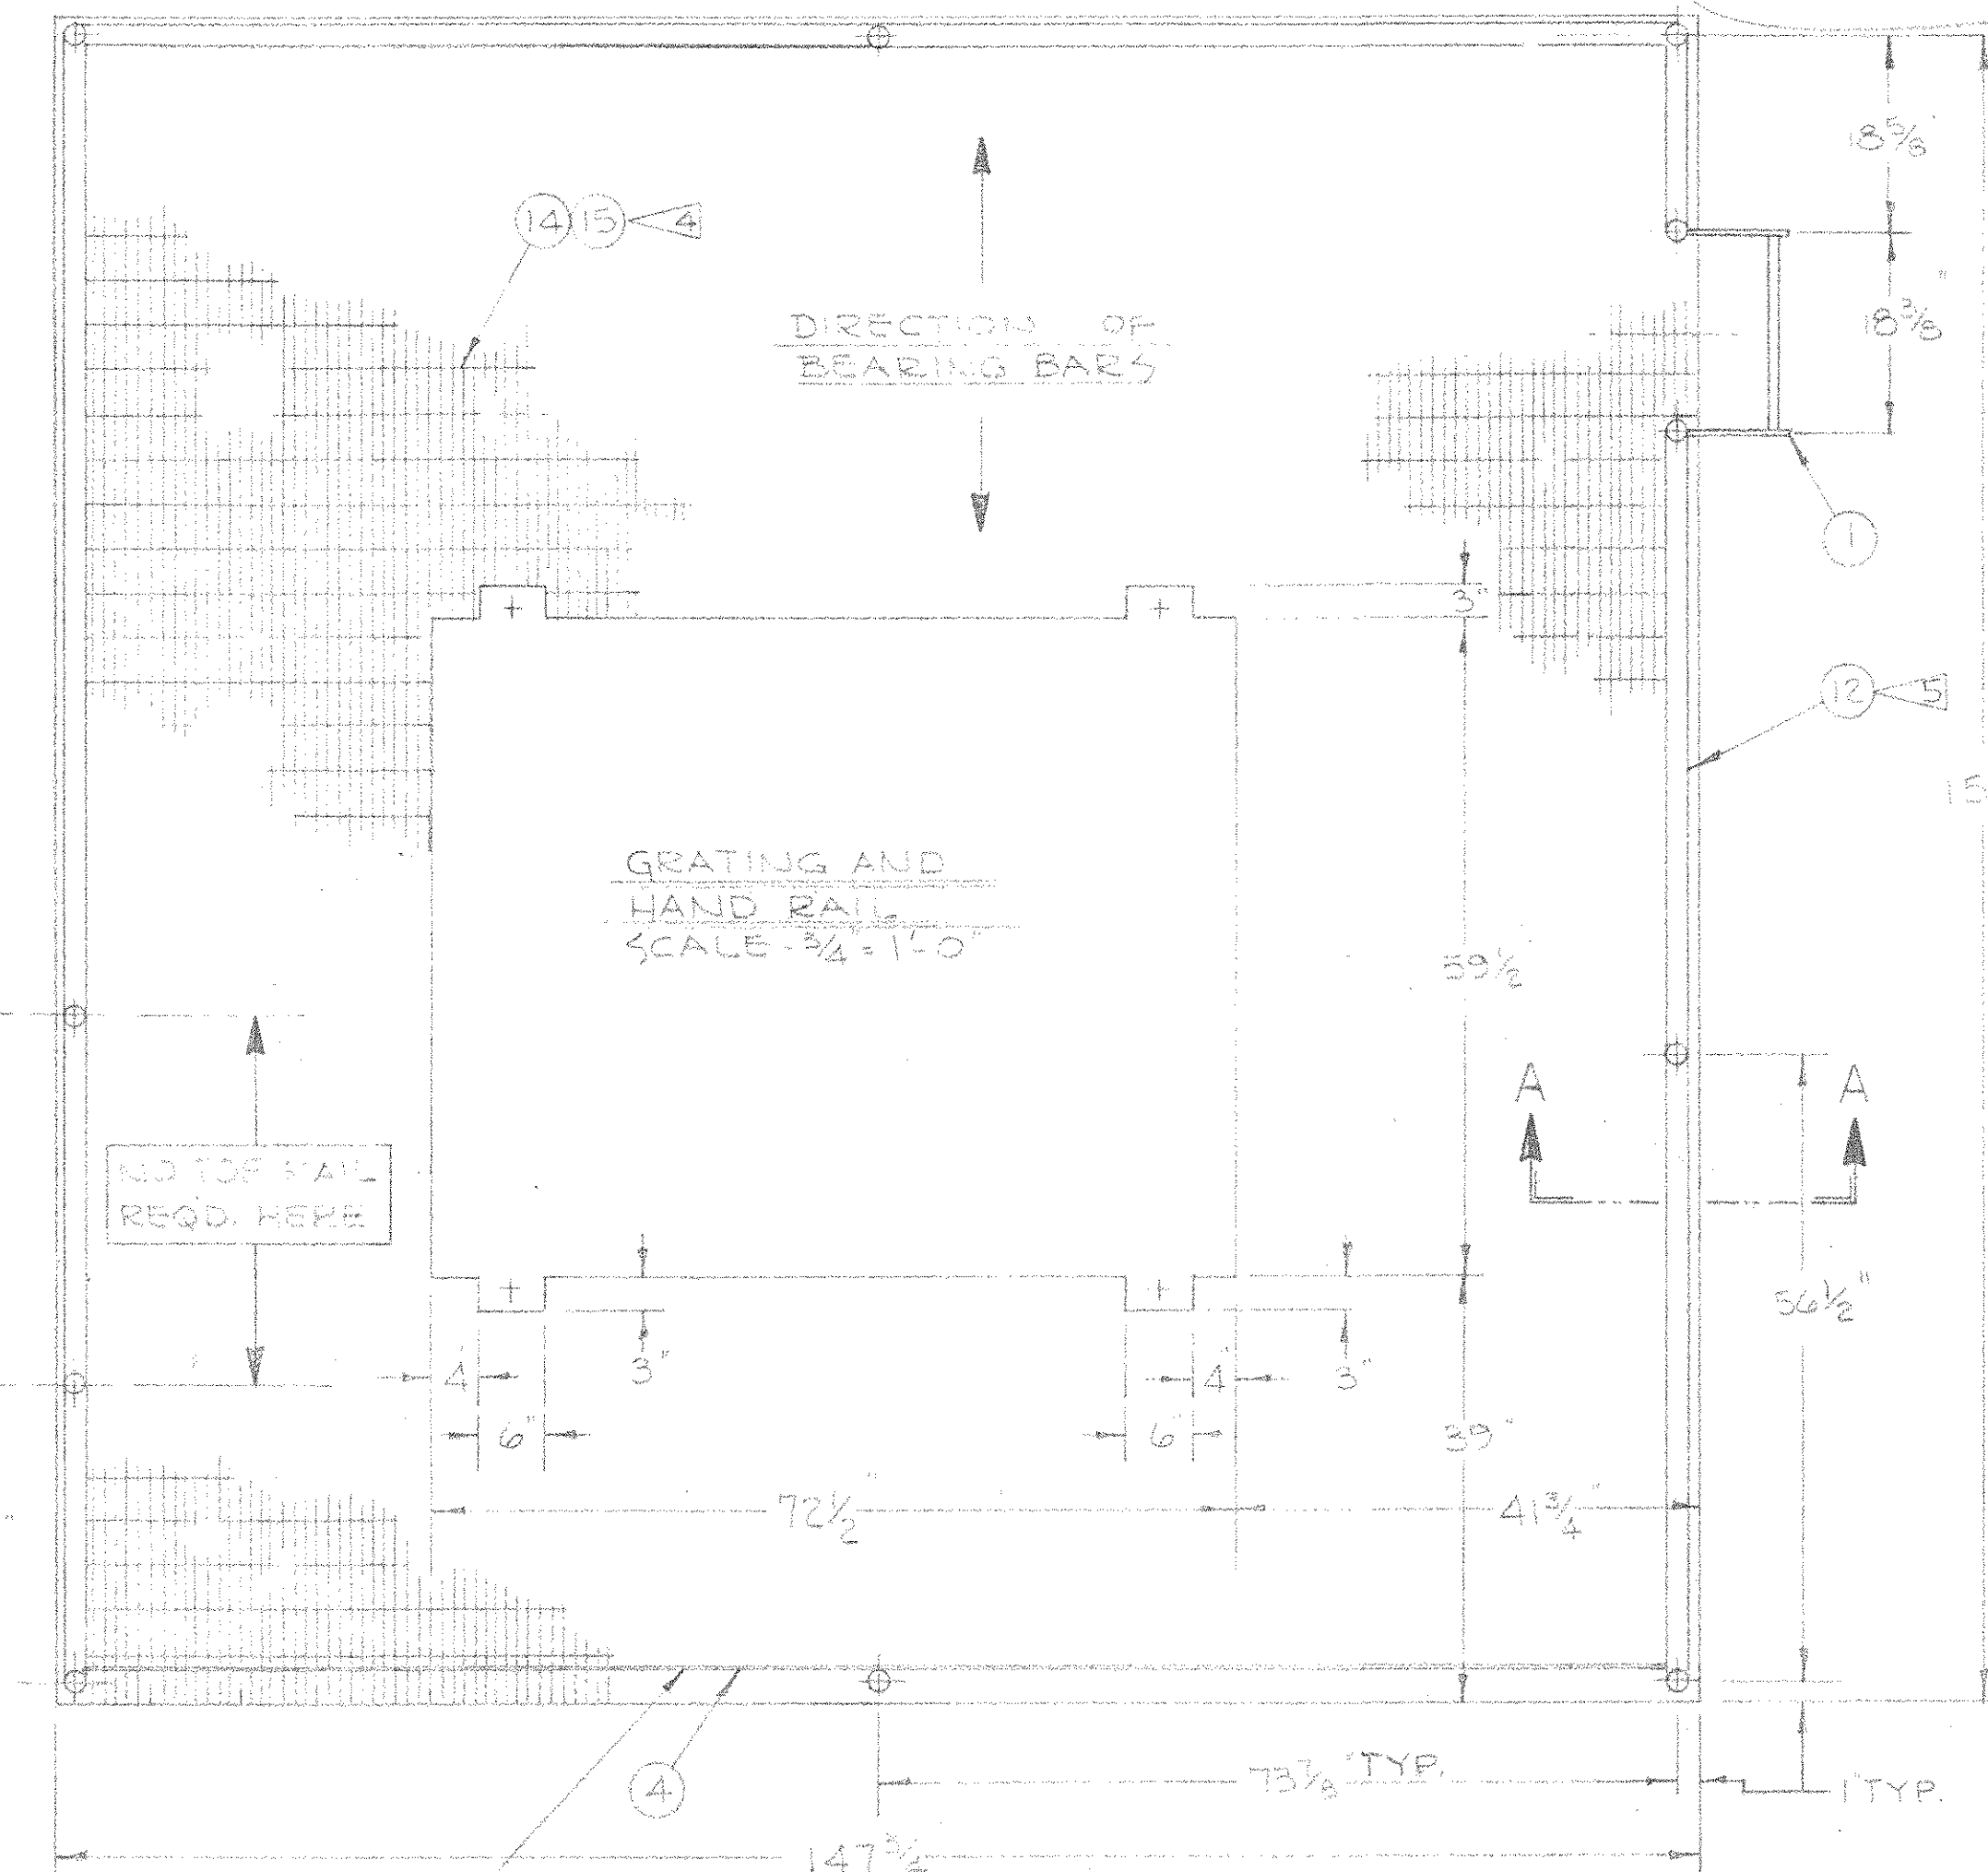 18 5/8"
14 15 4
18 3/8"
DIRECTION OF
BEARING BARS
1
3"
12 5
15
GRATING AND
HAND RAIL
SCALE - 3/4" = 1'-0"
59 1/2
A A
NO TOP RAIL
REQD. HERE
56 1/2"
4" 3" 4" 3"
6" 6" 39"
72 1/2" 41 3/4"
4
73 7/8" TYP.
1" TYP.